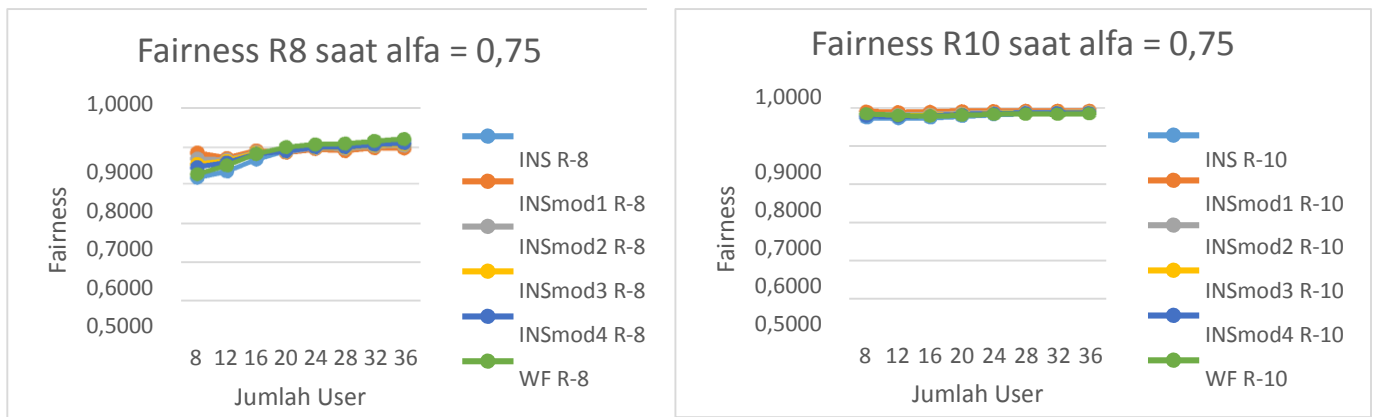 Fairness R8 saat alfa = 0,75
1,0000
0,9000
0,8000
0,7000
0,6000
0,5000
Fairness
8 12 16 20 24 28 32 36
Jumlah User
INS R-8
INSmod1 R-8
INSmod2 R-8
INSmod3 R-8
INSmod4 R-8
WF R-8
Fairness R10 saat alfa = 0,75
1,0000
0,9000
0,8000
0,7000
0,6000
0,5000
Fairness
8 12 16 20 24 28 32 36
Jumlah User
INS R-10
INSmod1 R-10
INSmod2 R-10
INSmod3 R-10
INSmod4 R-10
WF R-10